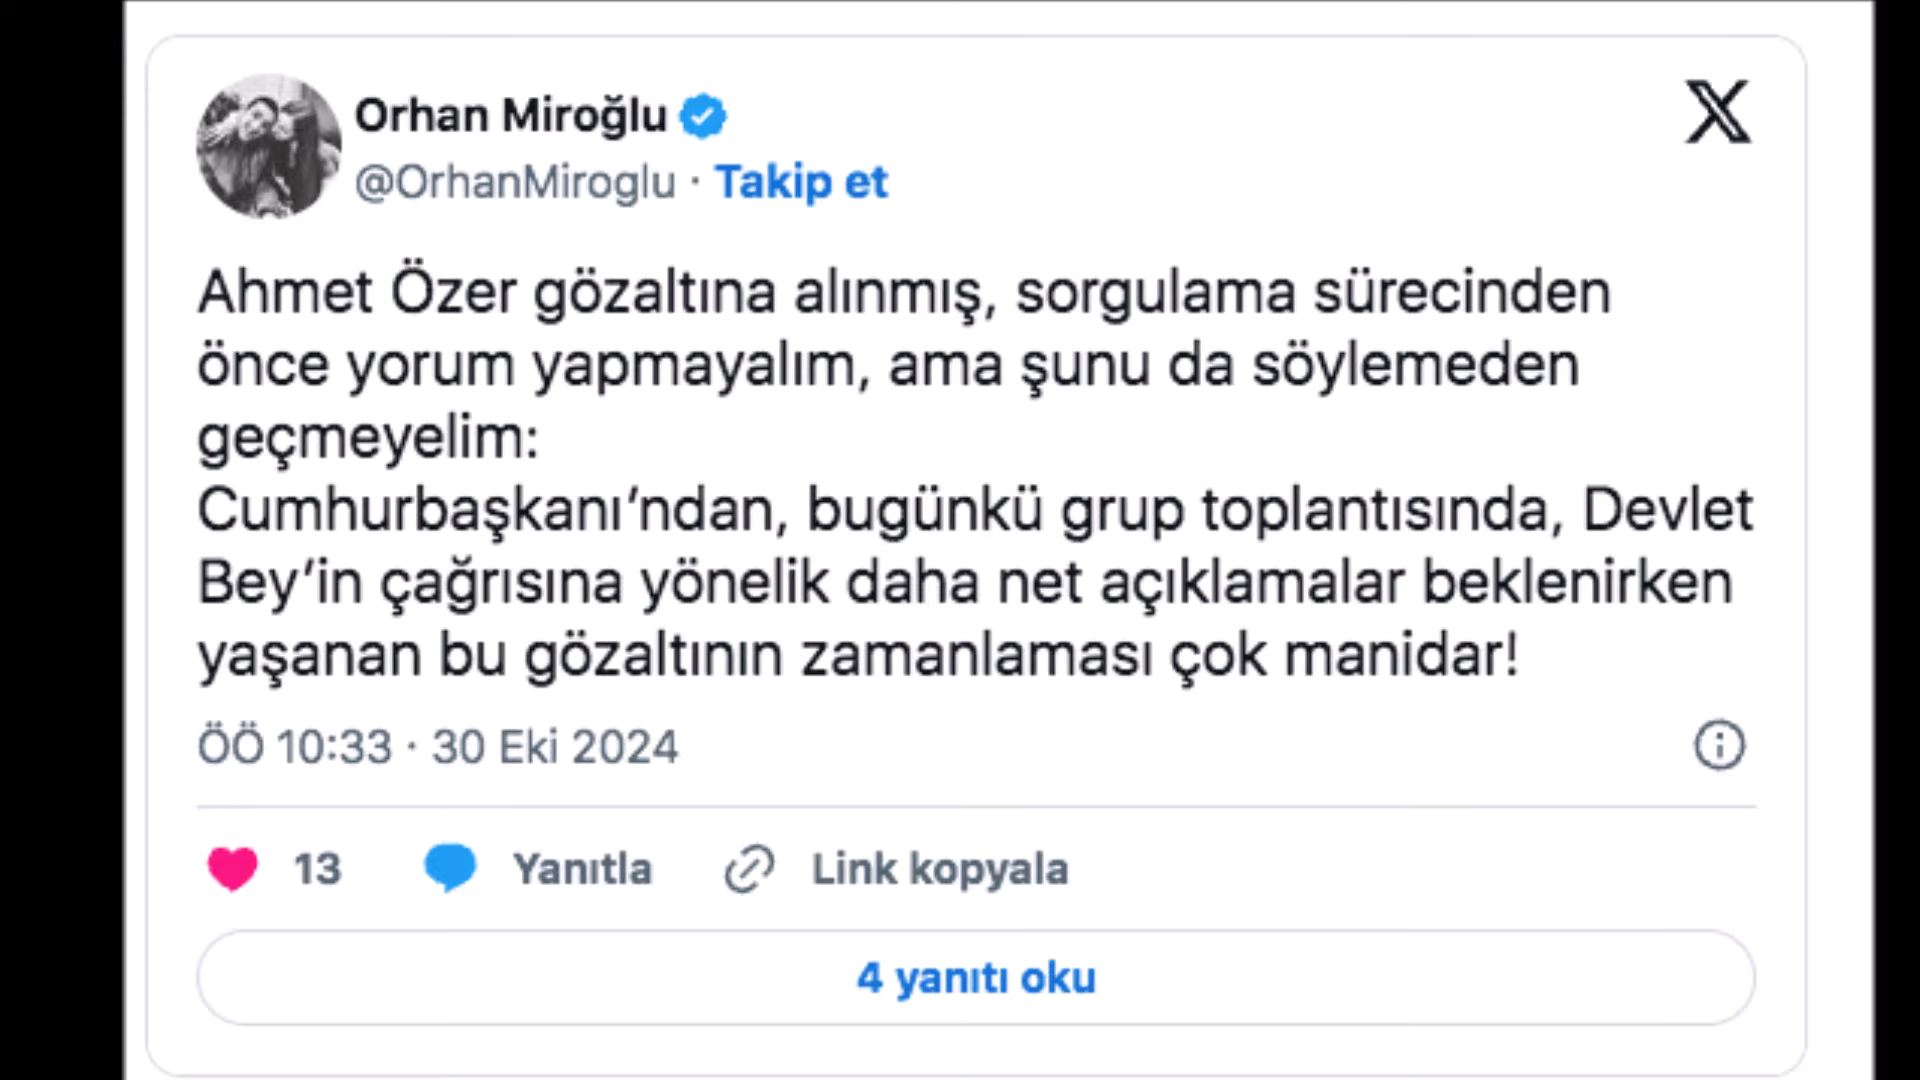 Orhan Miroğlu
@OrhanMiroglu · Takip et
Ahmet Özer gözaltına alınmış, sorgulama sürecinden
önce yorum yapmayalım, ama şunu da söylemeden
geçmeyelim:
Cumhurbaşkanı’ndan, bugünkü grup toplantısında, Devlet
Bey’in çağrısına yönelik daha net açıklamalar beklenirken
yaşanan bu gözaltının zamanlaması çok manidar!
ÖÖ 10:33 · 30 Eki 2024
13 Yanıtla Link kopyala
4 yanıtı oku